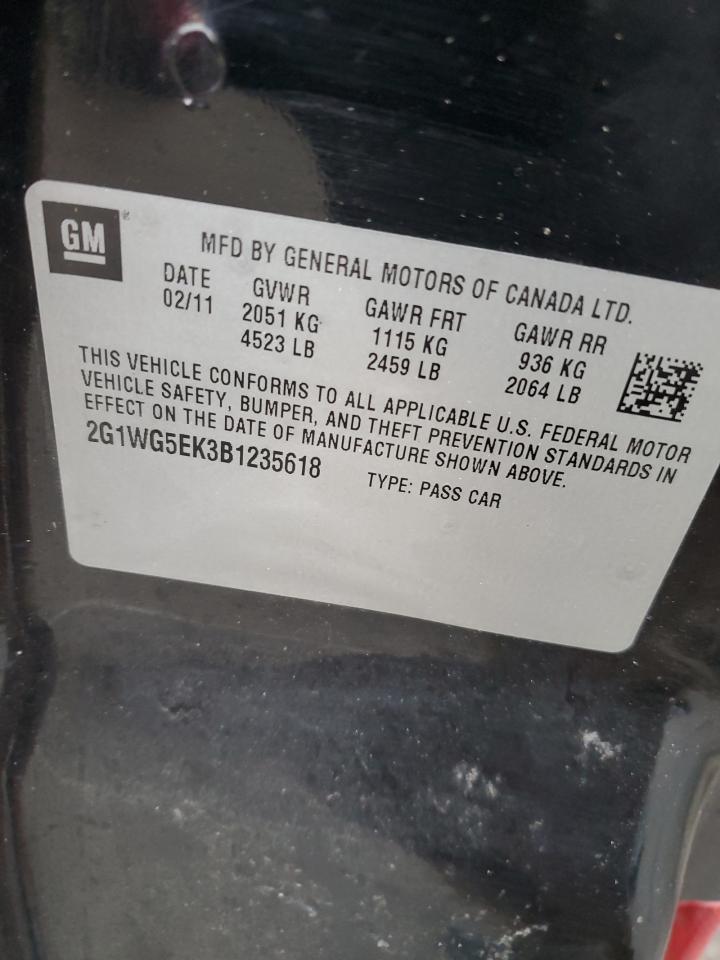 GM®
MFD BY GENERAL MOTORS OF CANADA LTD.
DATE GVWR GAWR FRT GAWR RR
02/11 2051 KG 1115 KG 936 KG
4523 LB 2459 LB 2064 LB
THIS VEHICLE CONFORMS TO ALL APPLICABLE U.S. FEDERAL MOTOR
VEHICLE SAFETY, BUMPER, AND THEFT PREVENTION STANDARDS IN
EFFECT ON THE DATE OF MANUFACTURE SHOWN ABOVE.
2G1WG5EK3B1235618 TYPE: PASS CAR